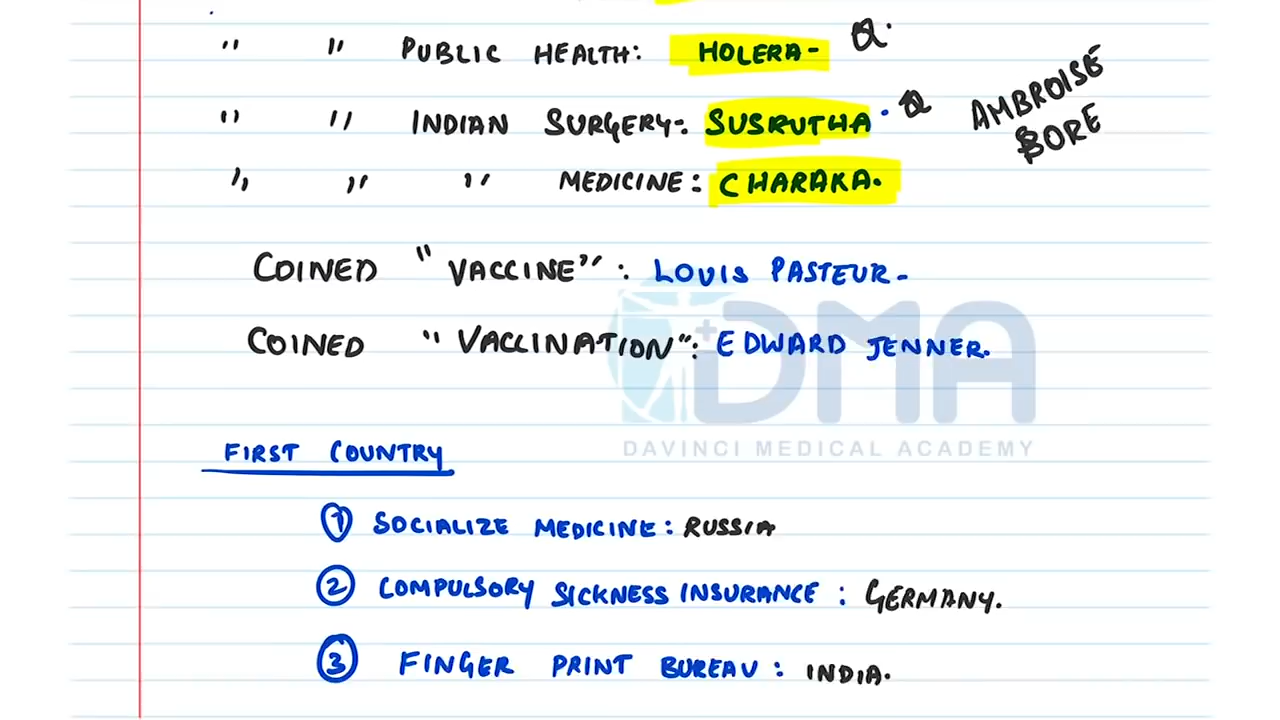 " " PUBLIC HEALTH: HOLERA- Q.
" " INDIAN SURGERY:- SUSRUTHA. Q
AMBROISE
BORE
" " " MEDICINE: CHARAKA.
COINED "VACCINE": LOUIS PASTEUR-
COINED "VACCINATION": EDWARD JENNER.
DMA
DAVINCI MEDICAL ACADEMY
FIRST COUNTRY
① SOCIALIZE MEDICINE: RUSSIA
② COMPULSORY SICKNESS INSURANCE: GERMANY.
③ FINGER PRINT BUREAU: INDIA.